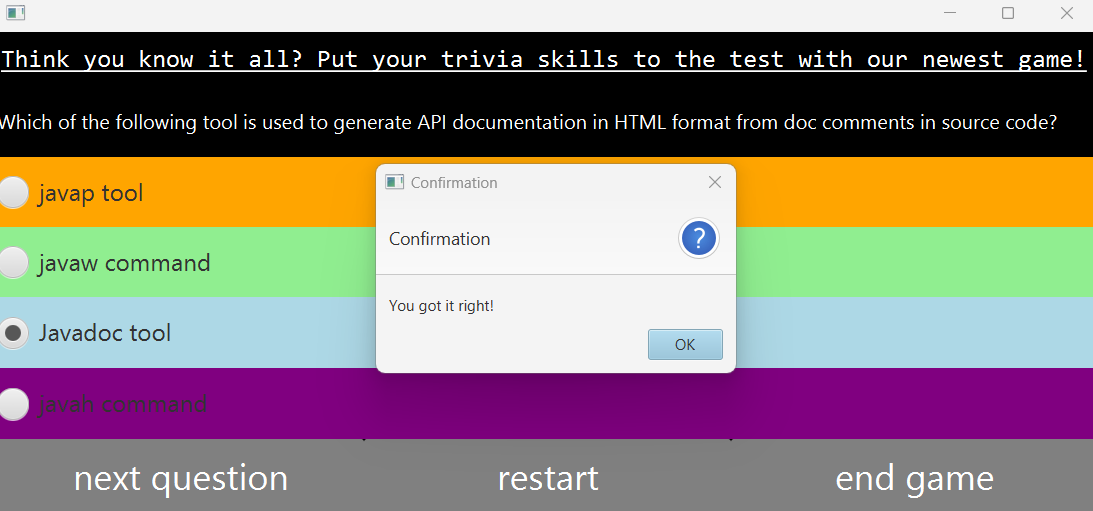 Think you know it all? Put your trivia skills to the test with our newest game!
Which of the following tool is used to generate API documentation in HTML format from doc comments in source code?
javap tool
javaw command
Javadoc tool
javah command
Confirmation
Confirmation
?
You got it right!
OK
next question
restart
end game